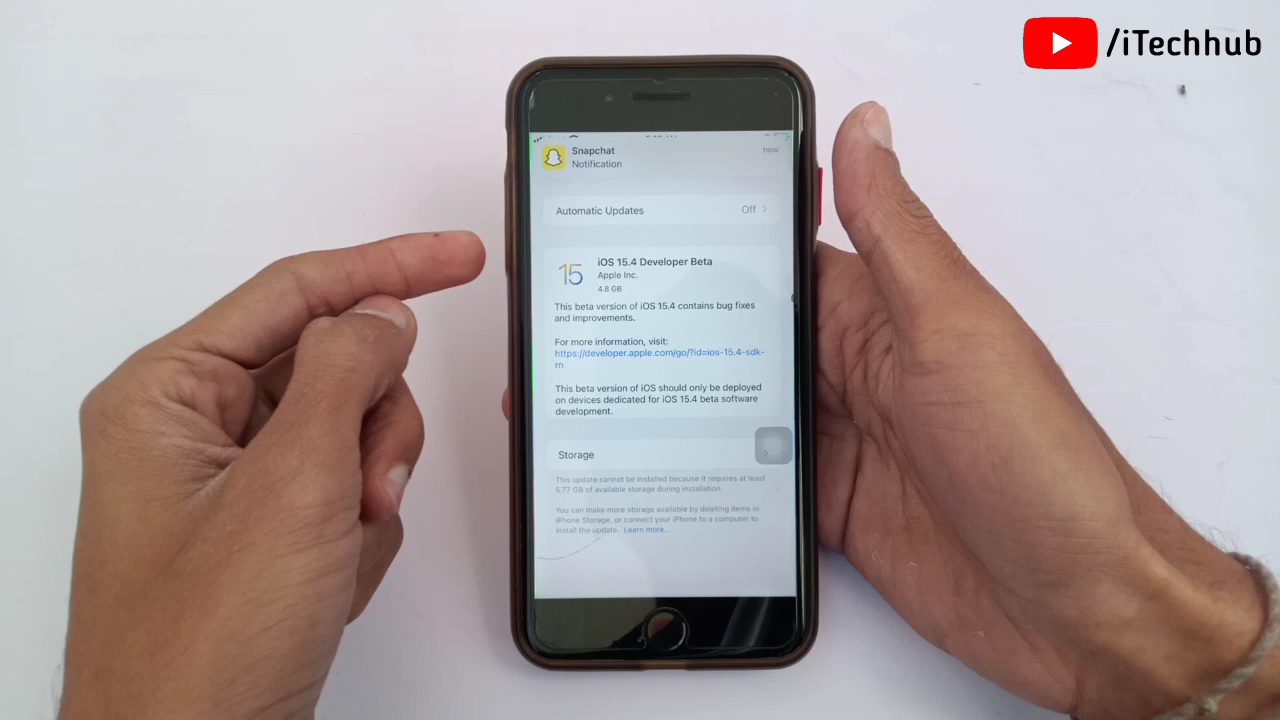 /iTechhub
Snapchat
now
Notification
Automatic Updates
Off
15
iOS 15.4 Developer Beta
Apple Inc.
4.8 GB
This beta version of iOS 15.4 contains bug fixes
and improvements.
For more information, visit:
https://developer.apple.com/go/?id=ios-15.4-sdk-
rn
This beta version of iOS should only be deployed
on devices dedicated for iOS 15.4 beta software
development.
Storage
This update cannot be installed because it requires at least
5.77 GB of available storage during installation.
You can make more storage available by deleting items in
iPhone Storage, or connect your iPhone to a computer to
install the update. Learn more...